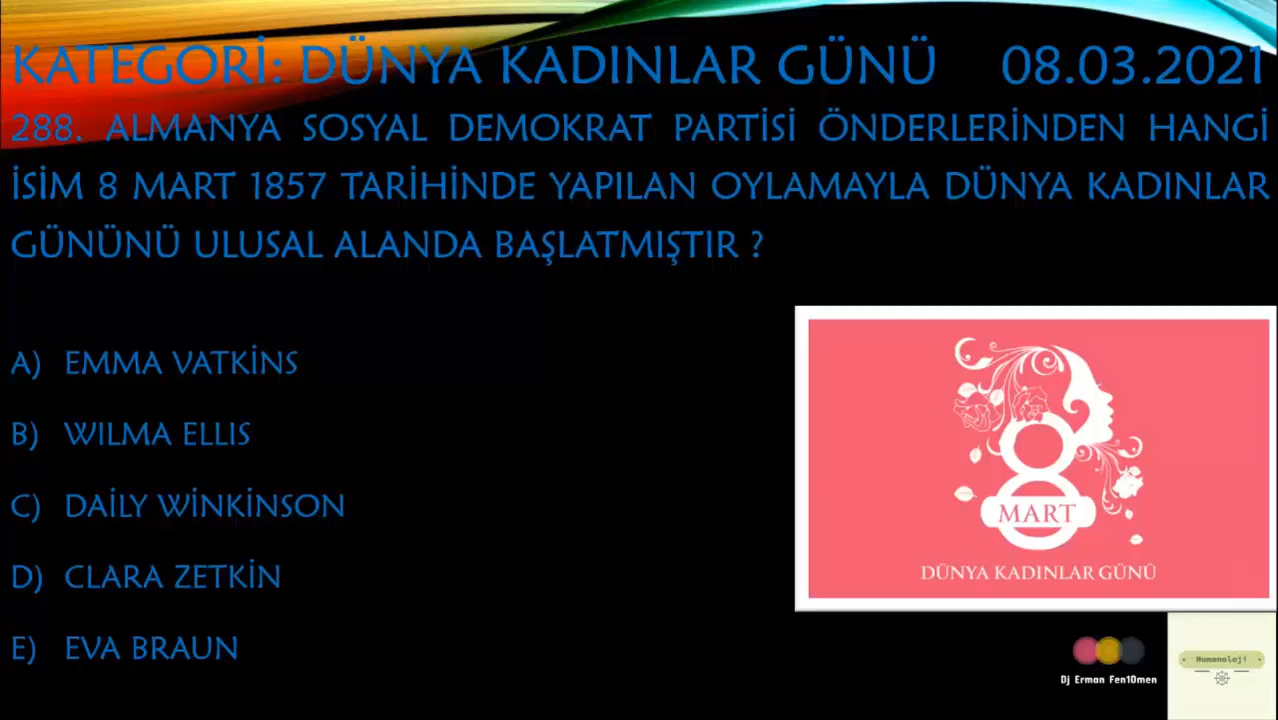 KATEGORİ: DÜNYA KADINLAR GÜNÜ 08.03.2021
288. ALMANYA SOSYAL DEMOKRAT PARTİSİ ÖNDERLERİNDEN HANGİ
İSİM 8 MART 1857 TARİHİNDE YAPILAN OYLAMAYLA DÜNYA KADINLAR
GÜNÜNÜ ULUSAL ALANDA BAŞLATMIŞTIR ?
A) EMMA VATKİNS
B) WILMA ELLIS
C) DAİLY WİNKİNSON
D) CLARA ZETKİN
E) EVA BRAUN
8
MART
DÜNYA KADINLAR GÜNÜ
Dj Erman Fen10men
Humanoloji